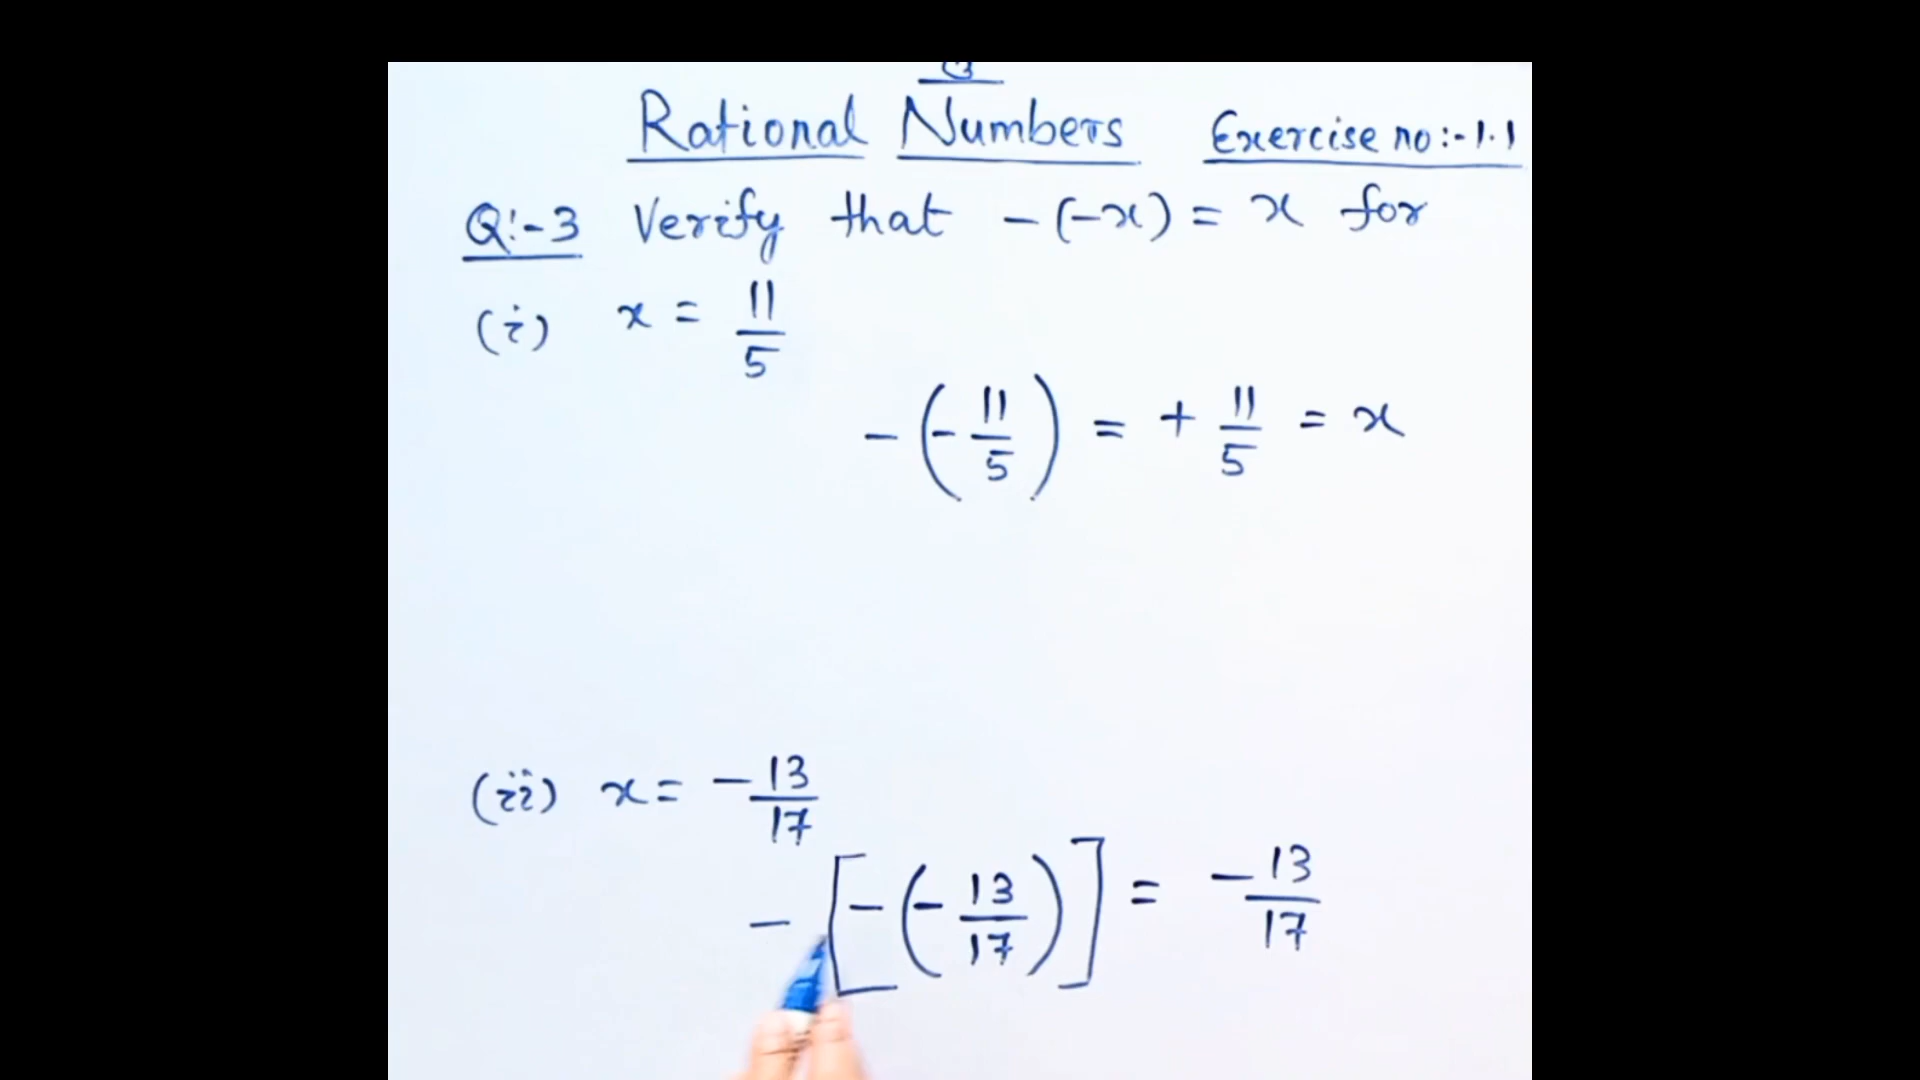 Rational Numbers Exercise no:-1.1
Q:-3 Verify that -(-x) = x for
(i) x = 11/5
-(-11/5) = + 11/5 = x
(ii) x = -13/17
-[-(-13/17)] = -13/17